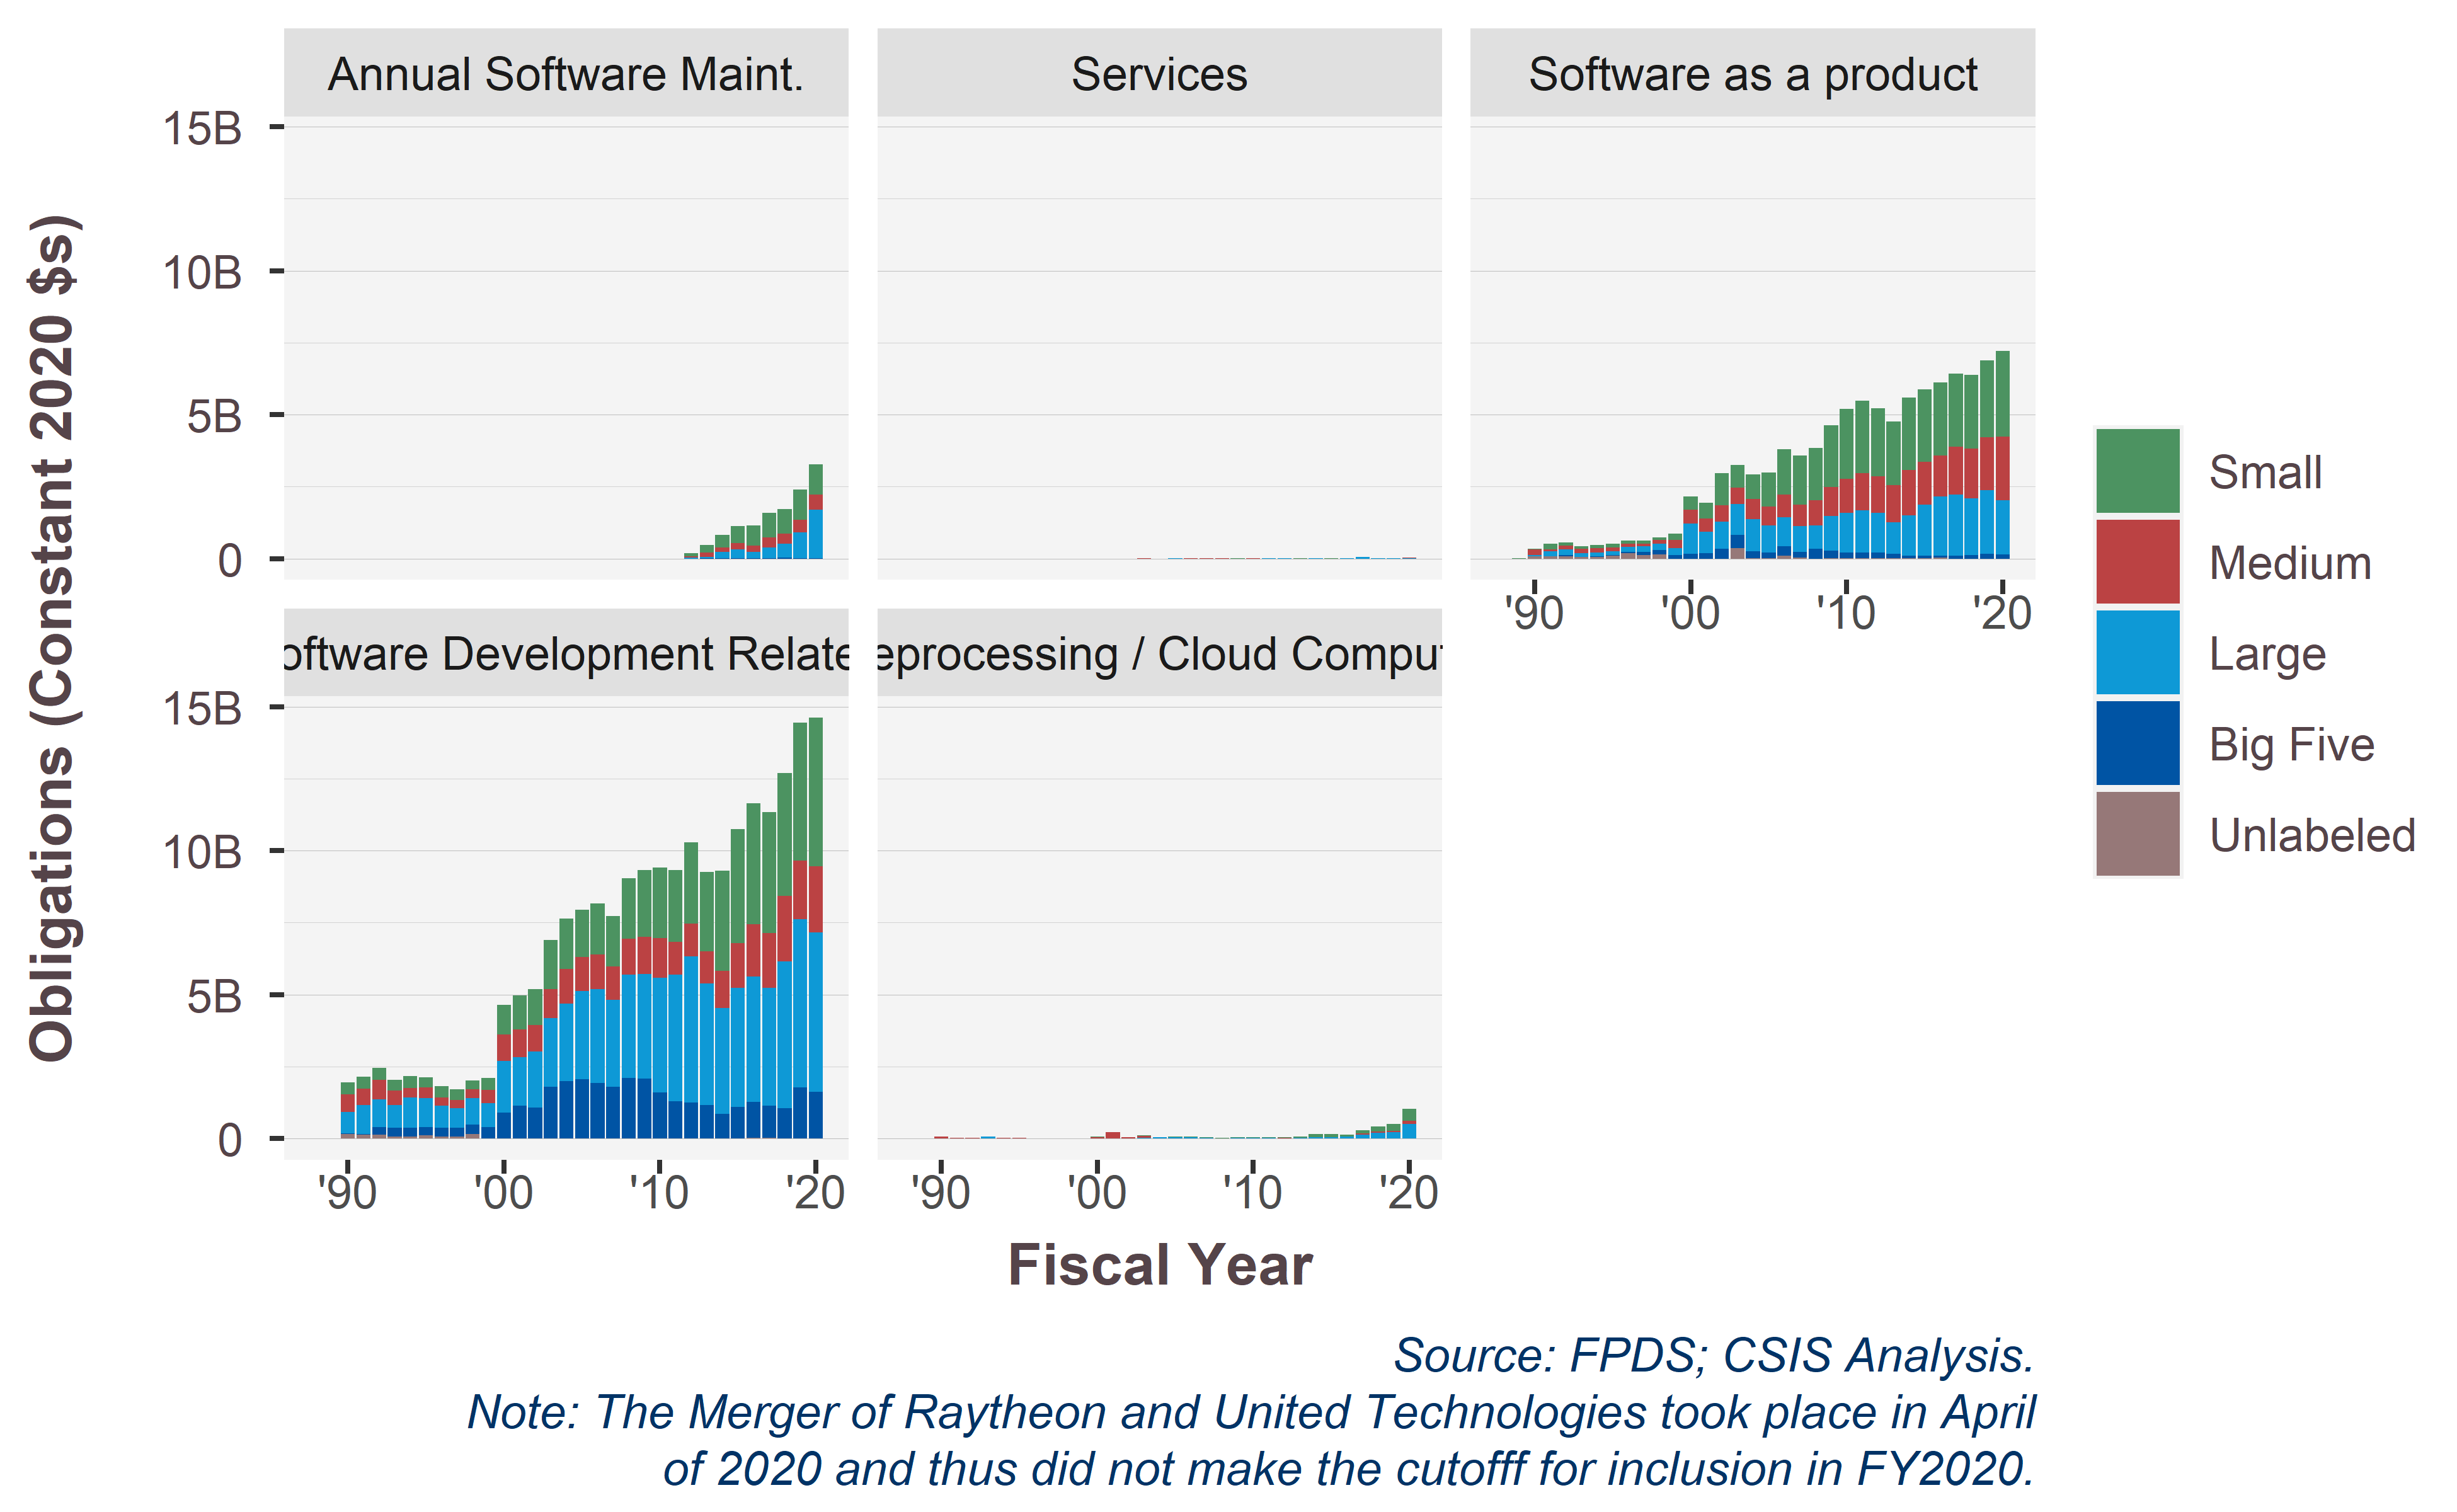 Annual Software Maint.
Services
Software as a product
15B
10B
5B
0
'90
'00
'10
'20
oftware Development Relate
eprocessing / Cloud Comput
15B
10B
5B
0
'90
'00
'10
'20
'90
'00
'10
'20
Obligations (Constant 2020 $s)
Fiscal Year
Small
Medium
Large
Big Five
Unlabeled
Source: FPDS; CSIS Analysis.
Note: The Merger of Raytheon and United Technologies took place in April
of 2020 and thus did not make the cutofff for inclusion in FY2020.